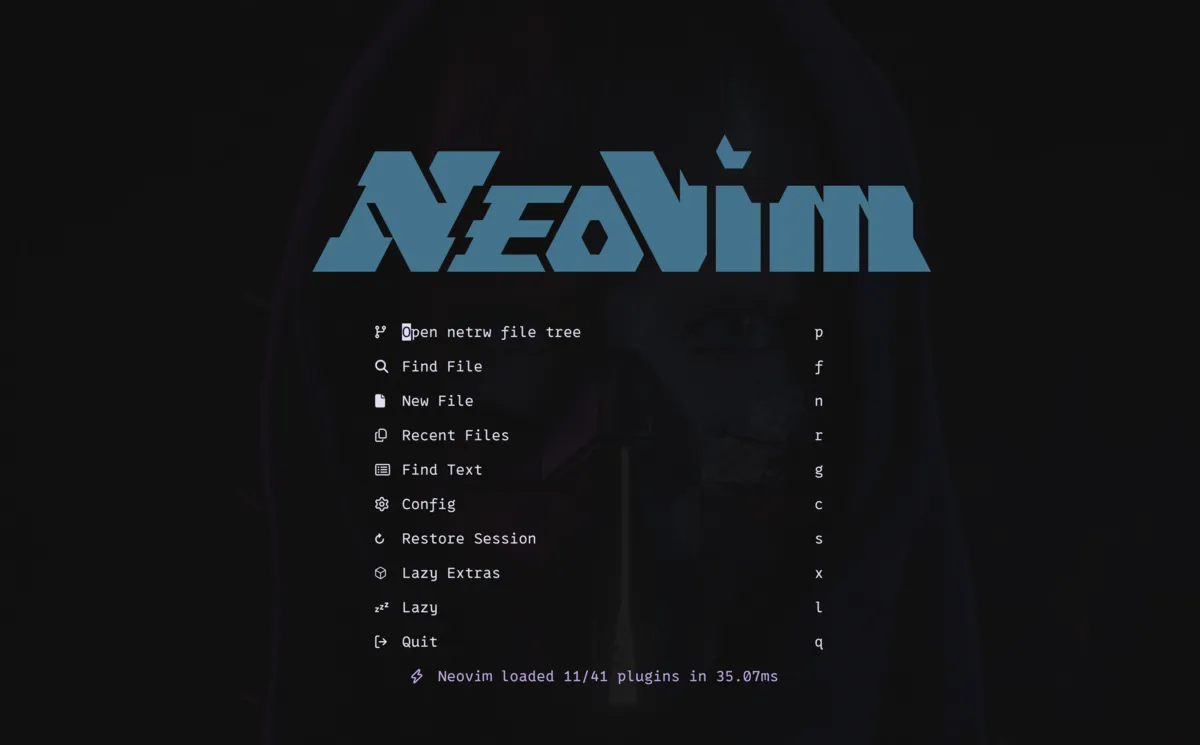 NEOVIM
Open netrw file tree p
Find File f
New File n
Recent Files r
Find Text g
Config c
Restore Session s
Lazy Extras x
zzz Lazy l
Quit q
Neovim loaded 11/41 plugins in 35.07ms